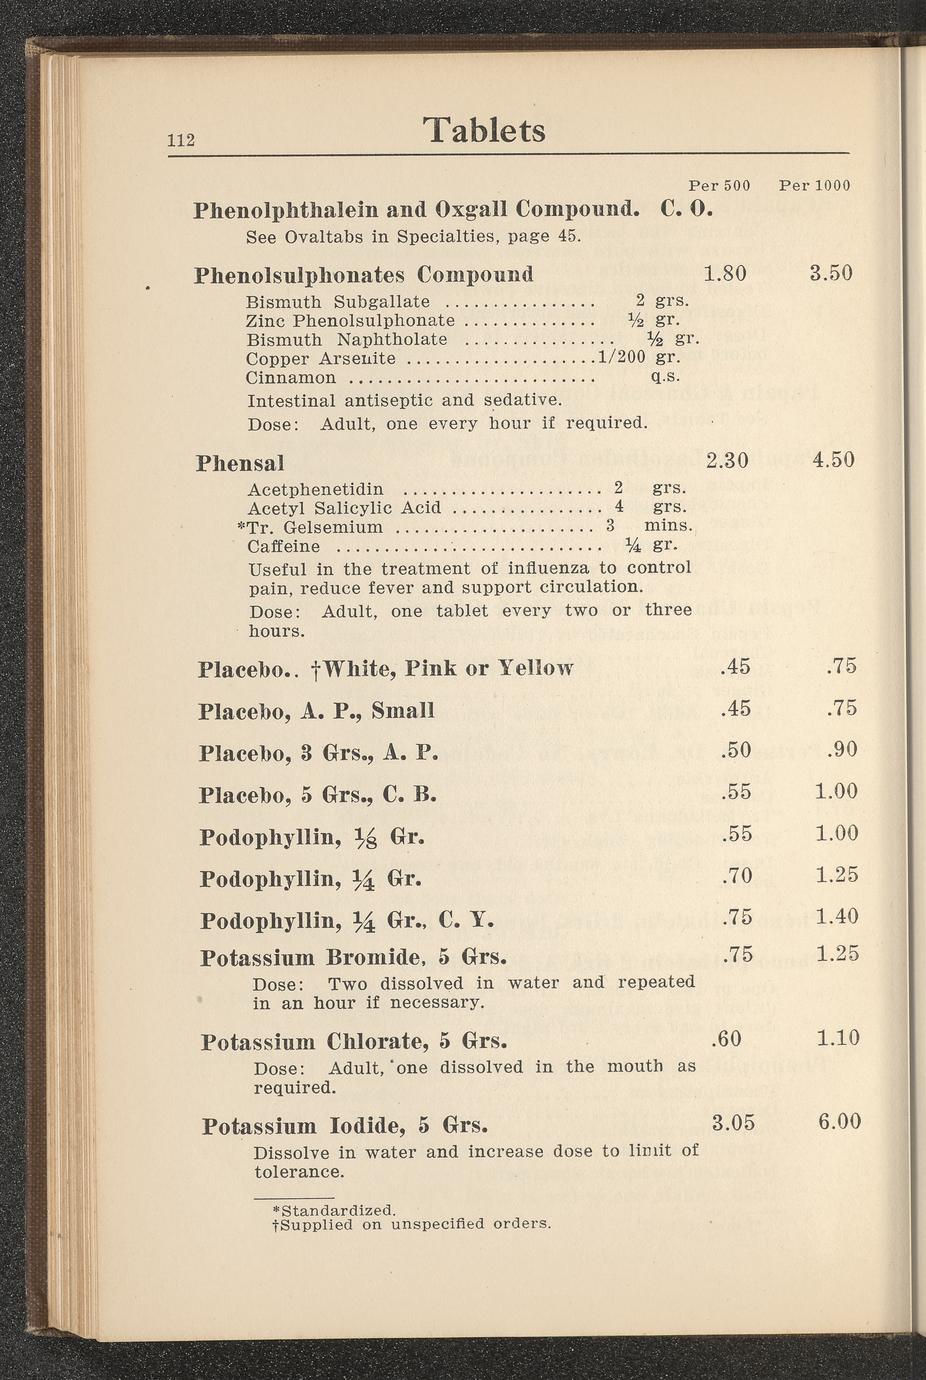 112 Tablets
Per 500 Per 1000
Phenolphthalein and Oxgall Compound. C. O.
See Ovaltabs in Specialties, page 45.
Phenolsulphonates Compound 1.80 3.50
Bismuth Subgallate ................ 2 grs.
Zinc Phenolsulphonate .............. ½ gr.
Bismuth Naphtholate ................ ½ gr.
Copper Arsenite ....................1/200 gr.
Cinnamon .......................... q.s.
Intestinal antiseptic and sedative.
Dose: Adult, one every hour if required.
Phensal 2.30 4.50
Acetphenetidin ..................... 2 grs.
Acetyl Salicylic Acid ................ 4 grs.
*Tr. Gelsemium ..................... 3 mins.
Caffeine ............................ ¼ gr.
Useful in the treatment of influenza to control
pain, reduce fever and support circulation.
Dose: Adult, one tablet every two or three
hours.
Placebo.. †White, Pink or Yellow .45 .75
Placebo, A. P., Small .45 .75
Placebo, 3 Grs., A. P. .50 .90
Placebo, 5 Grs., C. B. .55 1.00
Podophyllin, ⅛ Gr. .55 1.00
Podophyllin, ¼ Gr. .70 1.25
Podophyllin, ¼ Gr., C. Y. .75 1.40
Potassium Bromide, 5 Grs. .75 1.25
Dose: Two dissolved in water and repeated
in an hour if necessary.
Potassium Chlorate, 5 Grs. .60 1.10
Dose: Adult, one dissolved in the mouth as
required.
Potassium Iodide, 5 Grs. 3.05 6.00
Dissolve in water and increase dose to limit of
tolerance.
*Standardized.
†Supplied on unspecified orders.